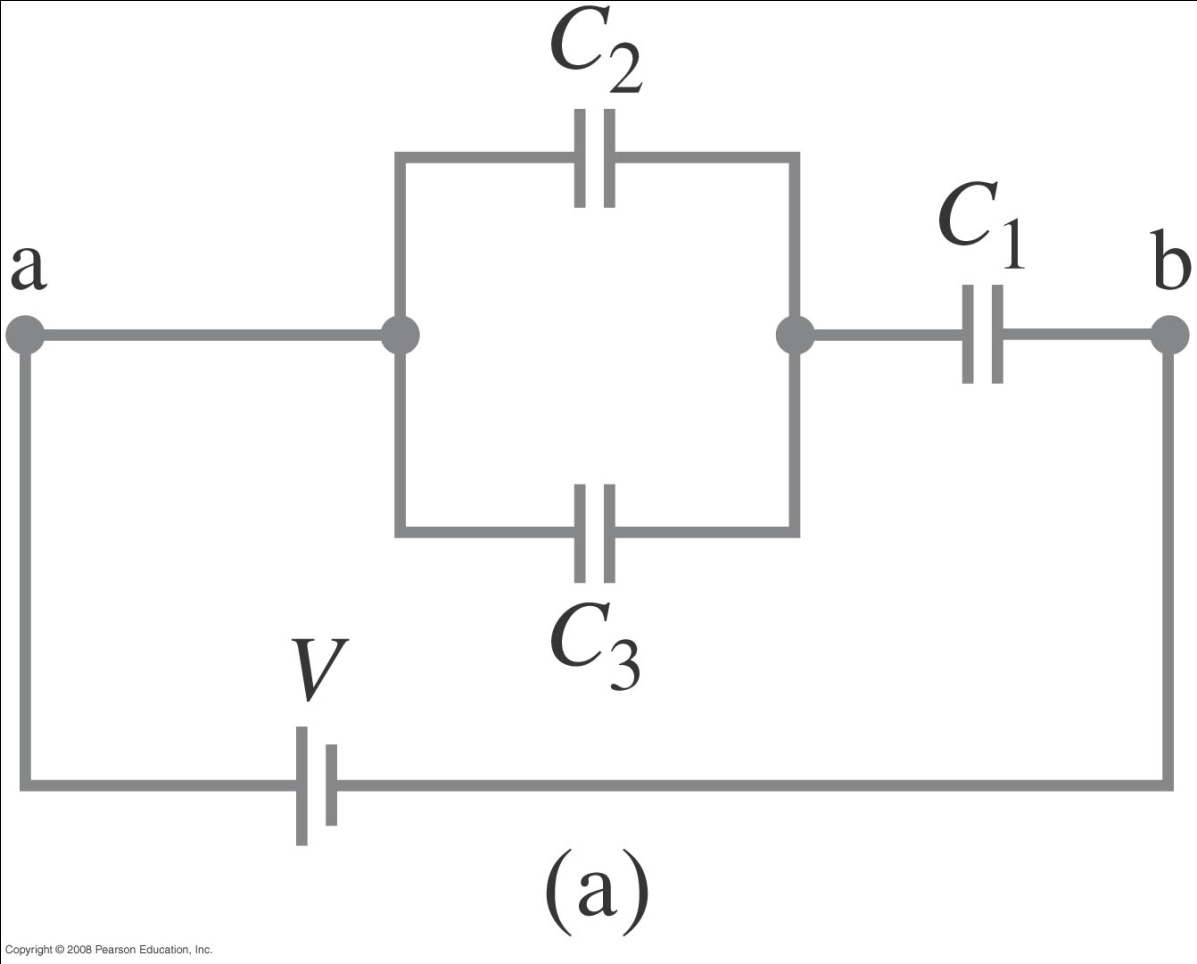 C₂
C₁
a
b
C₃
V
(a)
Copyright © 2008 Pearson Education, Inc.